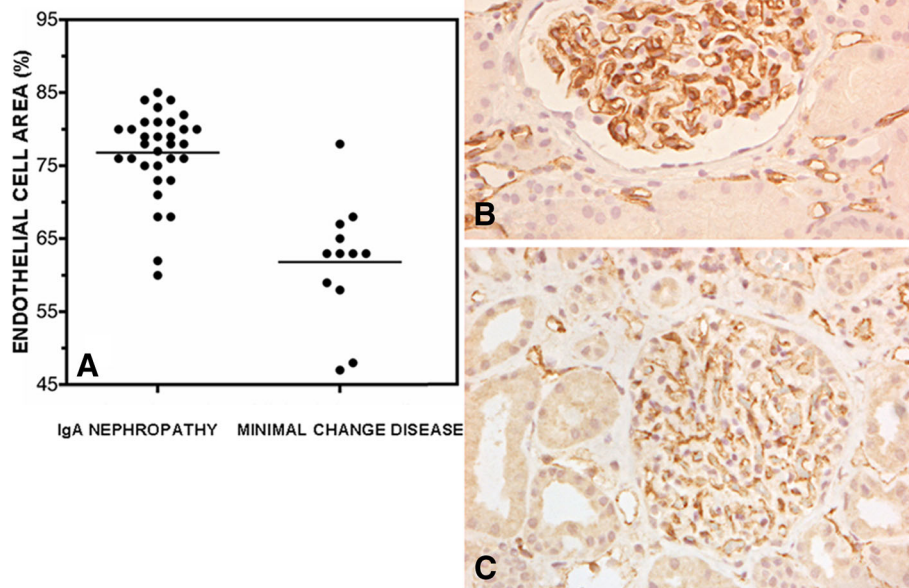 ENDOTHELIAL CELL AREA (%)
95
85
75
65
55
45
A
IgA NEPHROPATHY MINIMAL CHANGE DISEASE
B
C